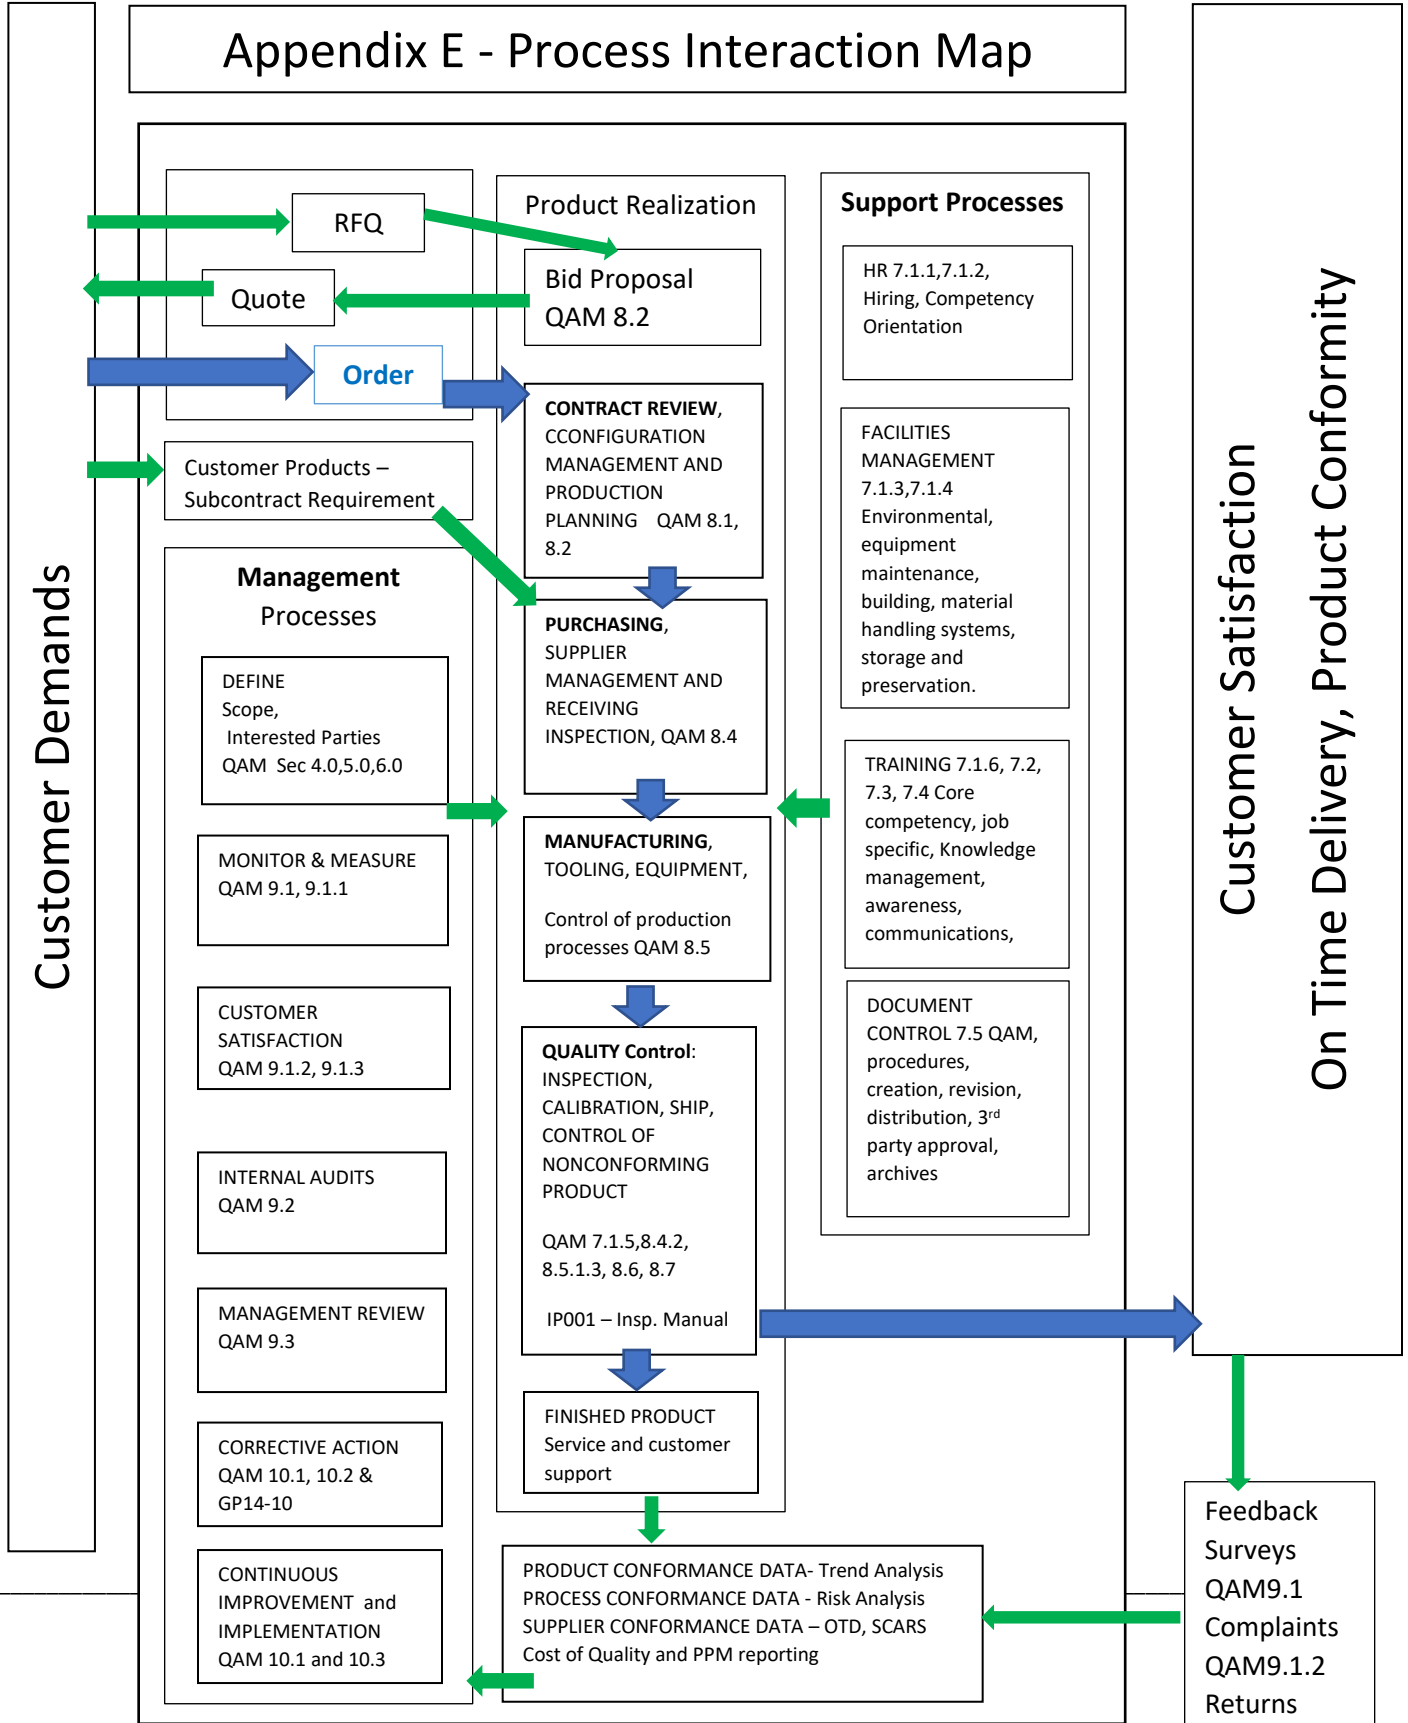 Appendix E - Process Interaction Map
Customer Demands
RFQ
Quote
Order
Customer Products –
Subcontract Requirement
Management
Processes
DEFINE
Scope,
Interested Parties
QAM  Sec 4.0,5.0,6.0
MONITOR & MEASURE
QAM 9.1, 9.1.1
CUSTOMER
SATISFACTION
QAM 9.1.2, 9.1.3
INTERNAL AUDITS
QAM 9.2
MANAGEMENT REVIEW
QAM 9.3
CORRECTIVE ACTION
QAM 10.1, 10.2 &
GP14-10
CONTINUOUS
IMPROVEMENT  and
IMPLEMENTATION
QAM 10.1 and 10.3
Product Realization
Bid Proposal
QAM 8.2
CONTRACT REVIEW,
CCONFIGURATION
MANAGEMENT AND
PRODUCTION
PLANNING    QAM 8.1,
8.2
PURCHASING,
SUPPLIER
MANAGEMENT AND
RECEIVING
INSPECTION, QAM 8.4
MANUFACTURING,
TOOLING, EQUIPMENT,
Control of production
processes QAM 8.5
QUALITY Control:
INSPECTION,
CALIBRATION, SHIP,
CONTROL OF
NONCONFORMING
PRODUCT
QAM 7.1.5,8.4.2,
8.5.1.3, 8.6, 8.7
IP001 – Insp. Manual
FINISHED PRODUCT
Service and customer
support
PRODUCT CONFORMANCE DATA- Trend Analysis
PROCESS CONFORMANCE DATA - Risk Analysis
SUPPLIER CONFORMANCE DATA – OTD, SCARS
Cost of Quality and PPM reporting
Support Processes
HR 7.1.1,7.1.2,
Hiring, Competency
Orientation
FACILITIES
MANAGEMENT
7.1.3,7.1.4
Environmental,
equipment
maintenance,
building, material
handling systems,
storage and
preservation.
TRAINING 7.1.6, 7.2,
7.3, 7.4 Core
competency, job
specific, Knowledge
management,
awareness,
communications,
DOCUMENT
CONTROL 7.5 QAM,
procedures,
creation, revision,
distribution, 3rd
party approval,
archives
Customer Satisfaction
On Time Delivery, Product Conformity
Feedback
Surveys
QAM9.1
Complaints
QAM9.1.2
Returns